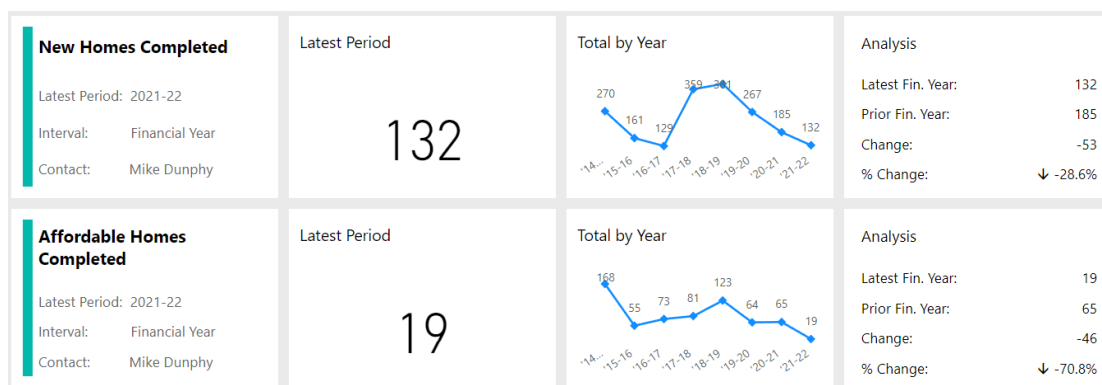 New Homes Completed
Latest Period: 2021-22
Interval: Financial Year
Contact: Mike Dunphy
Latest Period
132
Total by Year
270
161
129
359
267
185
132
'14...
'15-16
'16-17
'17-18
'18-19
'19-20
'20-21
'21-22
Analysis
Latest Fin. Year: 132
Prior Fin. Year: 185
Change: -53
% Change: ↓ -28.6%
Affordable Homes
Completed
Latest Period: 2021-22
Interval: Financial Year
Contact: Mike Dunphy
Latest Period
19
Total by Year
168
55
73
81
123
64
65
19
'14...
'15-16
'16-17
'17-18
'18-19
'19-20
'20-21
'21-22
Analysis
Latest Fin. Year: 19
Prior Fin. Year: 65
Change: -46
% Change: ↓ -70.8%